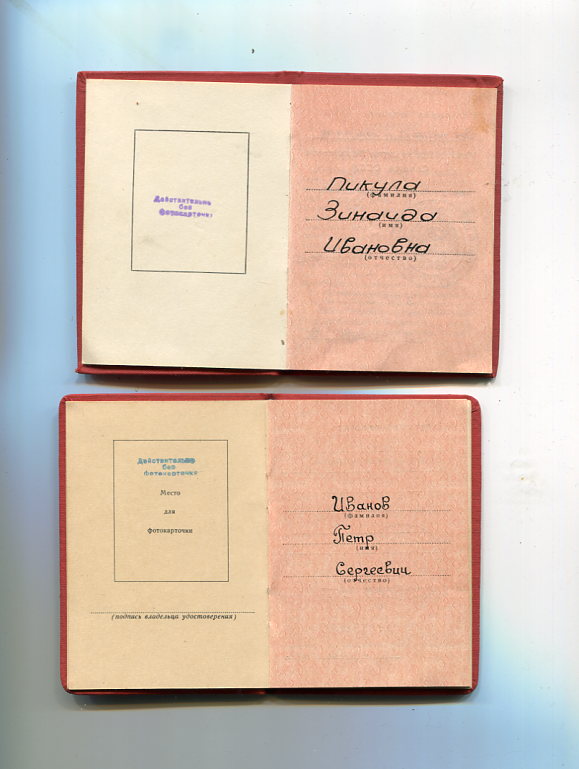 Действительно
без
Фотокарточки
Пикула
(фамилия)
Зинаида
(имя)
Ивановна
(отчество)
Действительно
без
фотокарточки
Место
для
фотокарточки
(подпись владельца удостоверения)
Иванов
(фамилия)
Петр
(имя)
Сергеевич
(отчество)